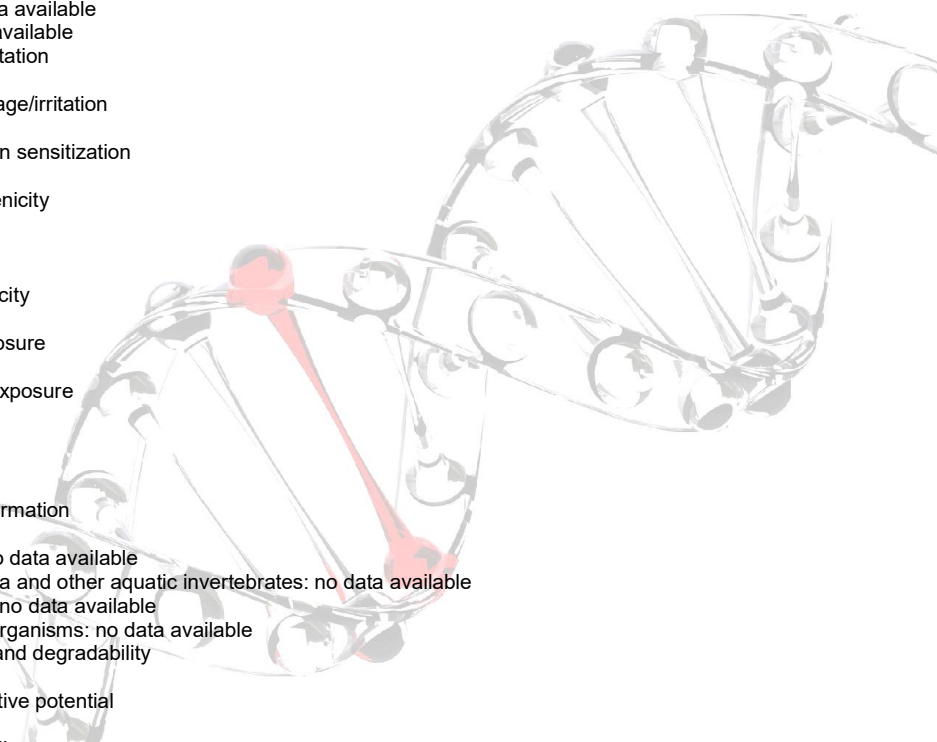 a available
available
tation
age/irritation
n sensitization
enicity
city
osure
xposure
rmation
o data available
a and other aquatic invertebrates: no data available
no data available
rganisms: no data available
and degradability
tive potential